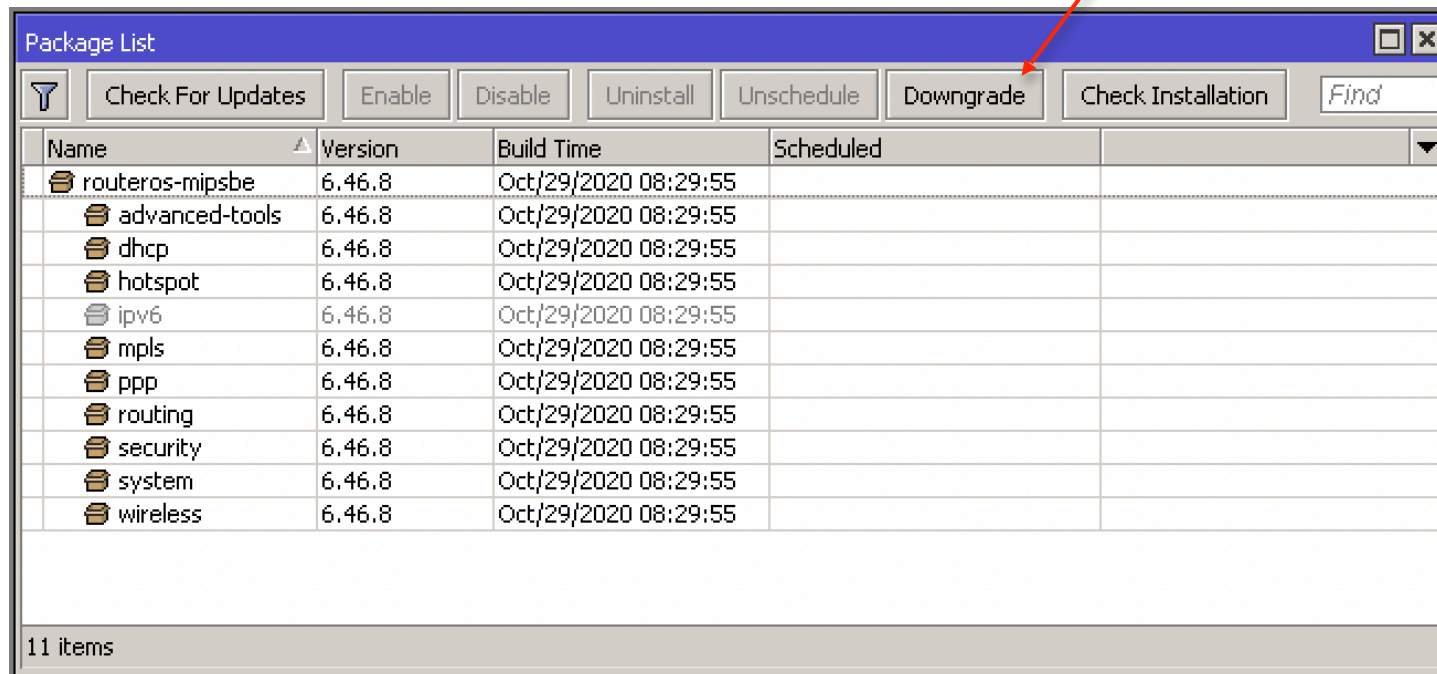 Package List
Check For Updates Enable Disable Uninstall Unschedule Downgrade Check Installation Find
Name Version Build Time Scheduled
routeros-mipsbe 6.46.8 Oct/29/2020 08:29:55
advanced-tools 6.46.8 Oct/29/2020 08:29:55
dhcp 6.46.8 Oct/29/2020 08:29:55
hotspot 6.46.8 Oct/29/2020 08:29:55
ipv6 6.46.8 Oct/29/2020 08:29:55
mpls 6.46.8 Oct/29/2020 08:29:55
ppp 6.46.8 Oct/29/2020 08:29:55
routing 6.46.8 Oct/29/2020 08:29:55
security 6.46.8 Oct/29/2020 08:29:55
system 6.46.8 Oct/29/2020 08:29:55
wireless 6.46.8 Oct/29/2020 08:29:55
11 items